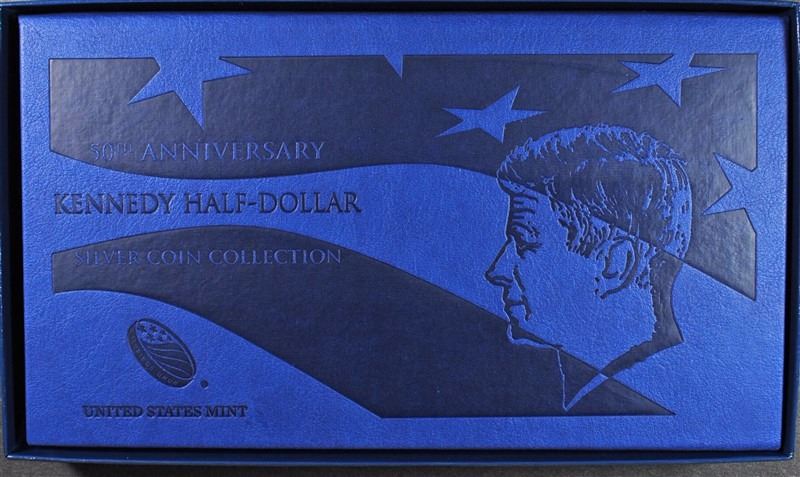 50TH ANNIVERSARY
KENNEDY HALF-DOLLAR
SILVER COIN COLLECTION
UNITED STATES MINT